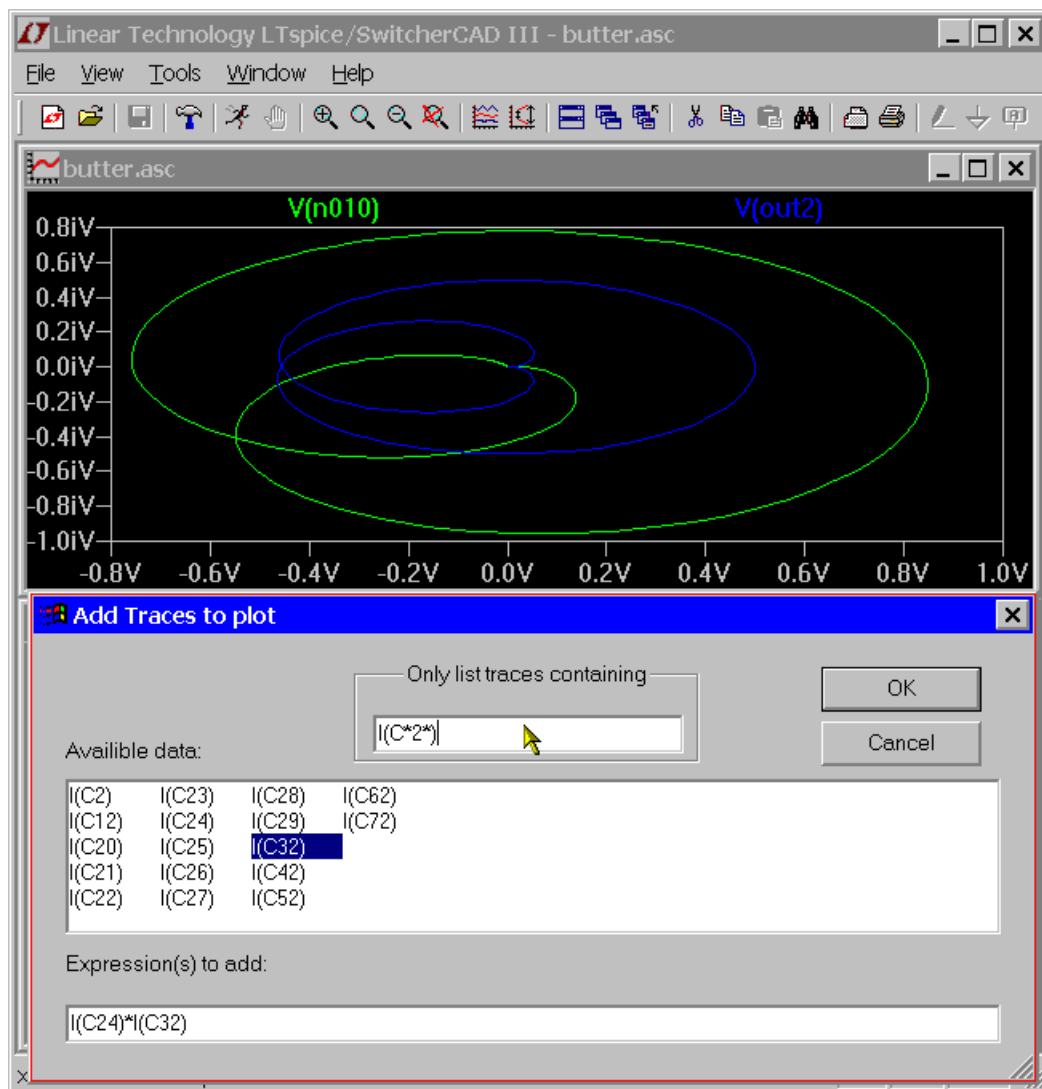 Linear Technology LTspice/SwitcherCAD III - butter.asc
File View Tools Window Help
butter.asc
V(n010) V(out2)
0.8iV
0.6iV
0.4iV
0.2iV
0.0iV
-0.2iV
-0.4iV
-0.6iV
-0.8iV
-1.0iV
-0.8V -0.6V -0.4V -0.2V 0.0V 0.2V 0.4V 0.6V 0.8V 1.0V
Add Traces to plot
Only list traces containing
I(C*2*)
OK
Cancel
Availible data:
I(C2) I(C23) I(C28) I(C62)
I(C12) I(C24) I(C29) I(C72)
I(C20) I(C25) I(C32)
I(C21) I(C26) I(C42)
I(C22) I(C27) I(C52)
Expression(s) to add:
I(C24)*I(C32)
x